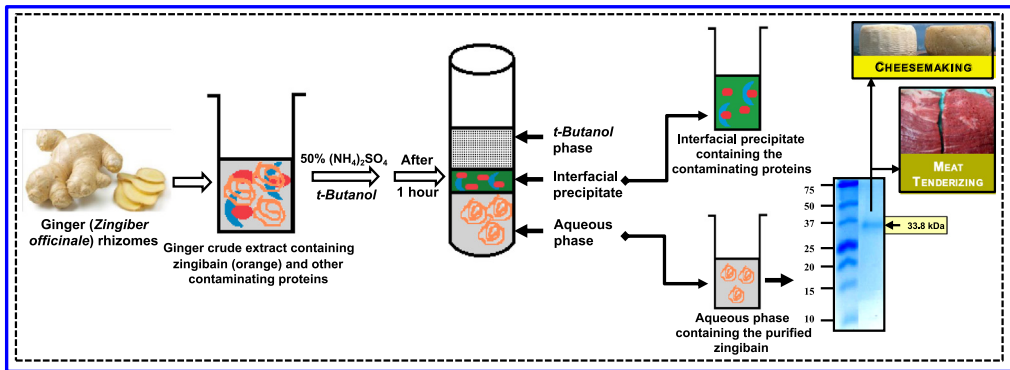 Ginger (Zingiber
officinale) rhizomes
Ginger crude extract containing
zingibain (orange) and other
contaminating proteins
50% (NH4)2SO4
t-Butanol
After
1 hour
t-Butanol
phase
Interfacial
precipitate
Aqueous
phase
Interfacial precipitate
containing the
contaminating proteins
Aqueous phase
containing the purified
zingibain
CHEESEMAKING
MEAT
TENDERIZING
75
50
37
25
20
15
10
33.8 kDa